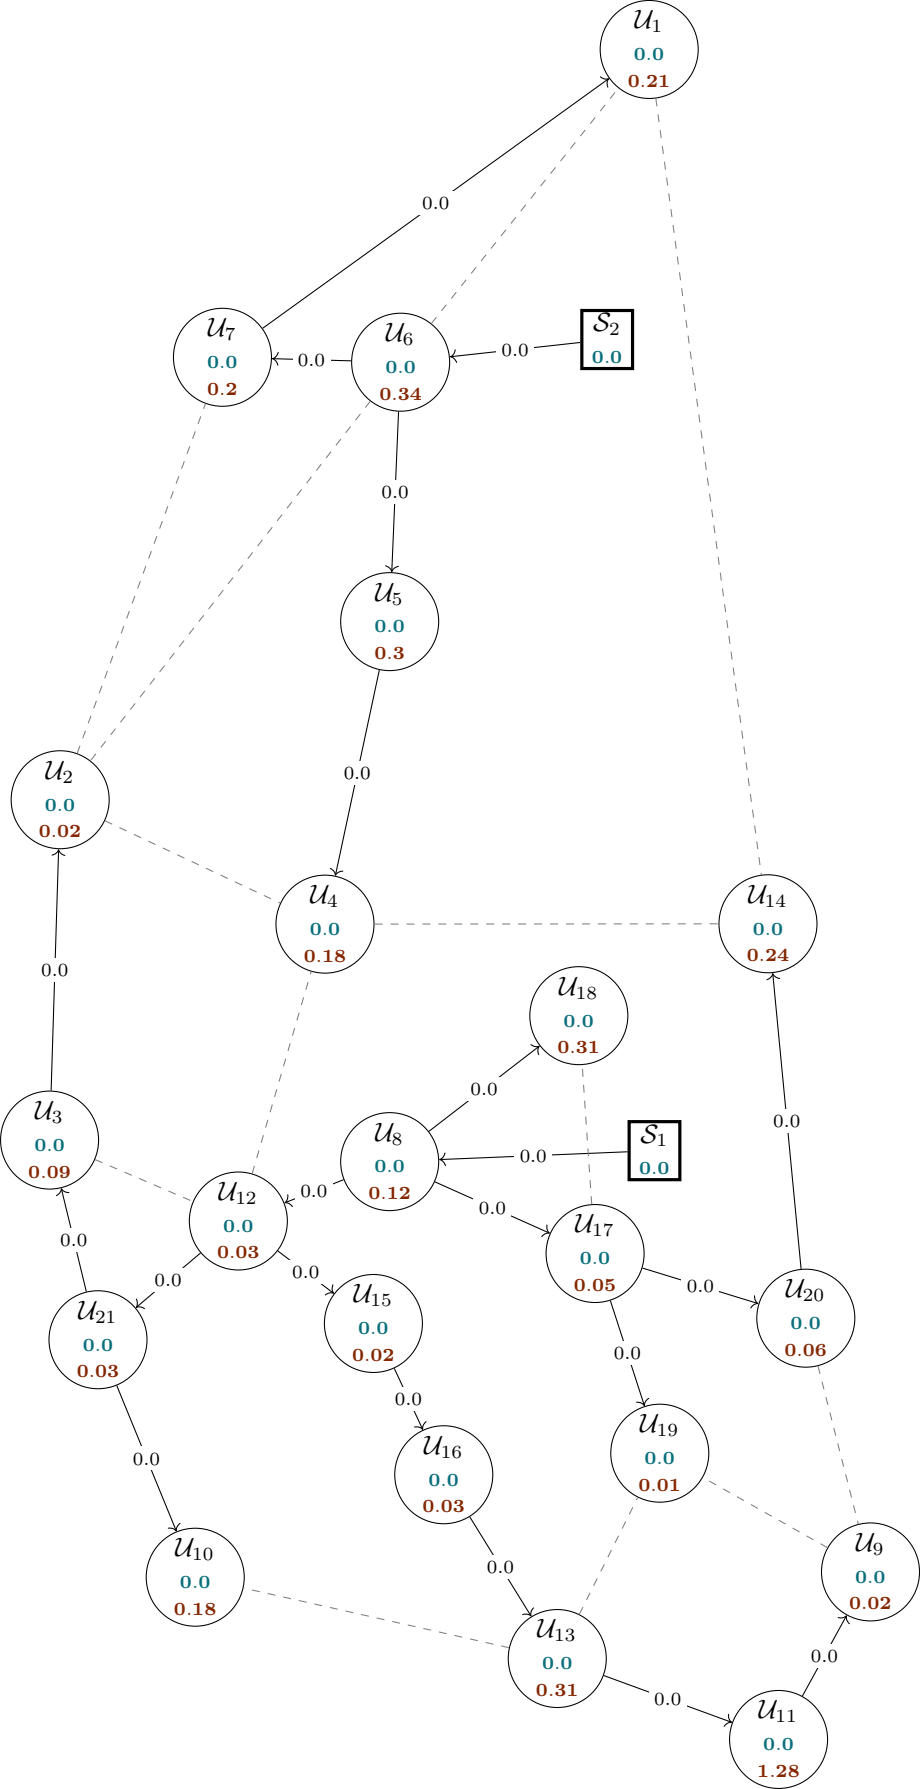 𝒰₁
0.0
0.21
0.0
𝒰₇
0.0
0.2
0.0
𝒰₆
0.0
0.34
0.0
𝒮₂
0.0
0.0
𝒰₅
0.0
0.3
0.0
𝒰₂
0.0
0.02
𝒰₄
0.0
0.18
𝒰₁₄
0.0
0.24
0.0
𝒰₁₈
0.0
0.31
0.0
𝒰₃
0.0
0.09
𝒰₈
0.0
0.12
0.0
𝒮₁
0.0
0.0
𝒰₁₂
0.0
0.03
0.0
0.0
𝒰₁₇
0.0
0.05
0.0
0.0
0.0
0.0
0.0
𝒰₂₀
0.0
0.06
𝒰₂₁
0.0
0.03
𝒰₁₅
0.0
0.02
0.0
0.0
𝒰₁₉
0.0
0.01
0.0
𝒰₁₆
0.0
0.03
𝒰₁₀
0.0
0.18
0.0
𝒰₉
0.0
0.02
𝒰₁₃
0.0
0.31
0.0
0.0
𝒰₁₁
0.0
1.28